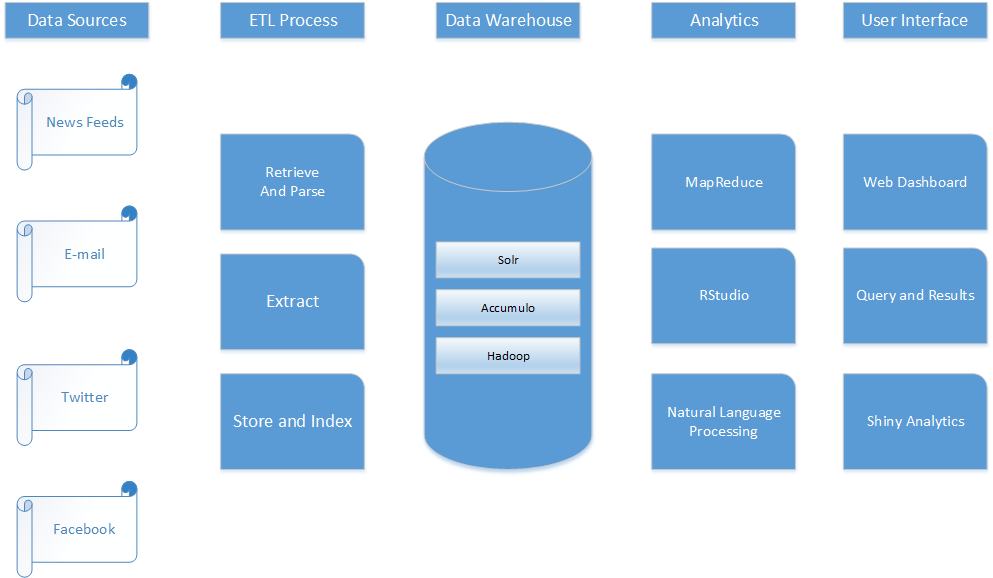 Data Sources
ETL Process
Data Warehouse
Analytics
User Interface
News Feeds
E-mail
Twitter
Facebook
Retrieve
And Parse
Extract
Store and Index
Solr
Accumulo
Hadoop
MapReduce
RStudio
Natural Language
Processing
Web Dashboard
Query and Results
Shiny Analytics